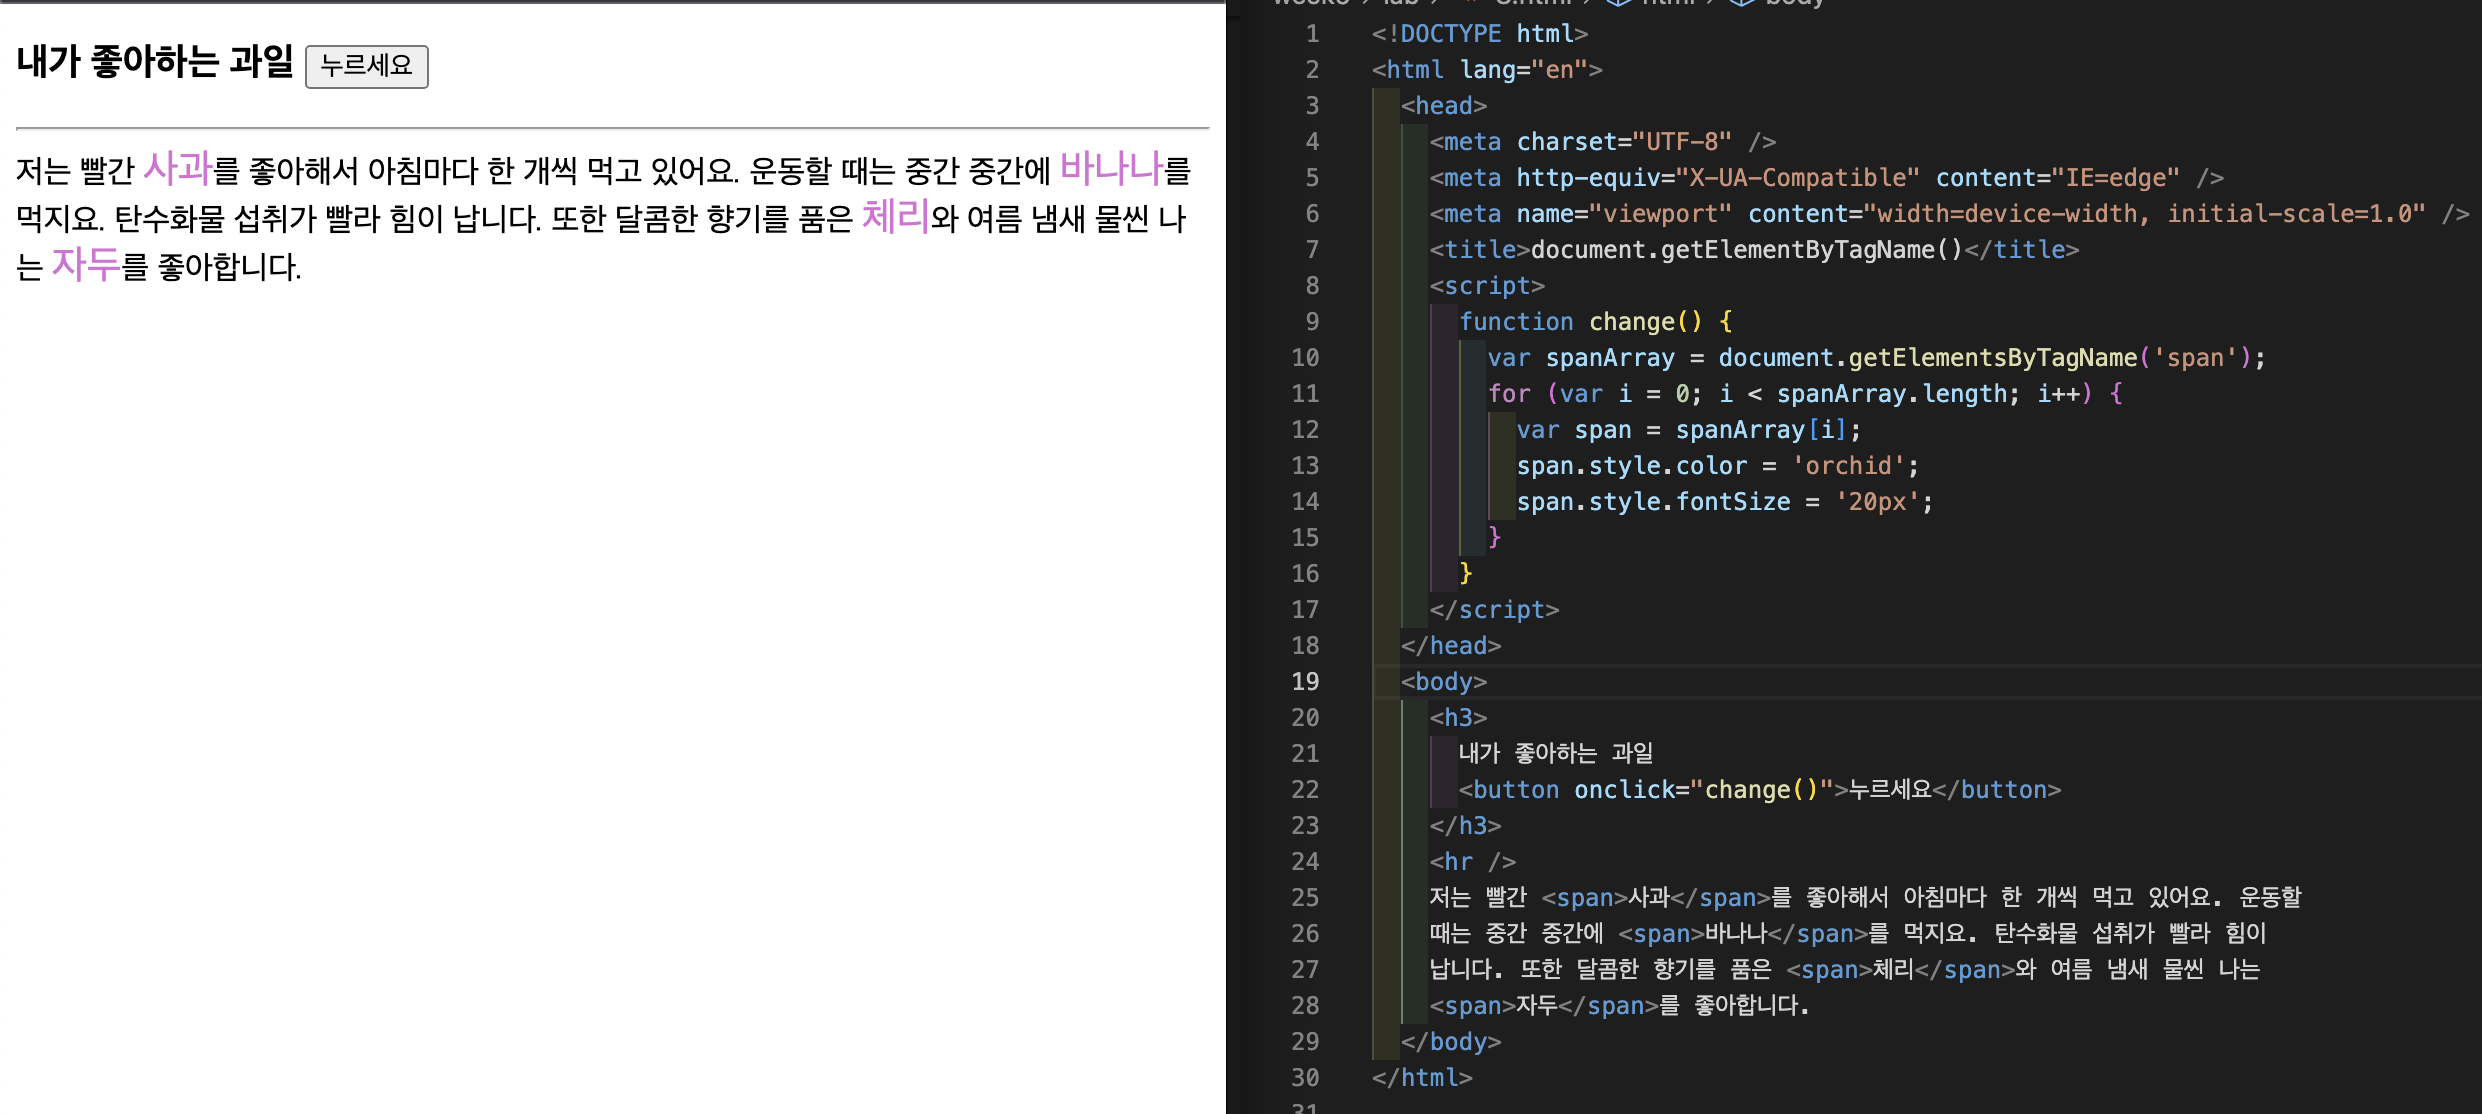 내가 좋아하는 과일 누르세요
저는 빨간 사과를 좋아해서 아침마다 한 개씩 먹고 있어요. 운동할 때는 중간 중간에 바나나를
먹지요. 탄수화물 섭취가 빨라 힘이 납니다. 또한 달콤한 향기를 품은 체리와 여름 냄새 물씬 나
는 자두를 좋아합니다.
1 <!DOCTYPE html>
2 <html lang="en">
3 <head>
4 <meta charset="UTF-8" />
5 <meta http-equiv="X-UA-Compatible" content="IE=edge" />
6 <meta name="viewport" content="width=device-width, initial-scale=1.0" />
7 <title>document.getElementByTagName()</title>
8 <script>
9 function change() {
10 var spanArray = document.getElementsByTagName('span');
11 for (var i = 0; i < spanArray.length; i++) {
12 var span = spanArray[i];
13 span.style.color = 'orchid';
14 span.style.fontSize = '20px';
15 }
16 }
17 </script>
18 </head>
19 <body>
20 <h3>
21 내가 좋아하는 과일
22 <button onclick="change()">누르세요</button>
23 </h3>
24 <hr />
25 저는 빨간 <span>사과</span>를 좋아해서 아침마다 한 개씩 먹고 있어요. 운동할
26 때는 중간 중간에 <span>바나나</span>를 먹지요. 탄수화물 섭취가 빨라 힘이
27 납니다. 또한 달콤한 향기를 품은 <span>체리</span>와 여름 냄새 물씬 나는
28 <span>자두</span>를 좋아합니다.
29 </body>
30 </html>